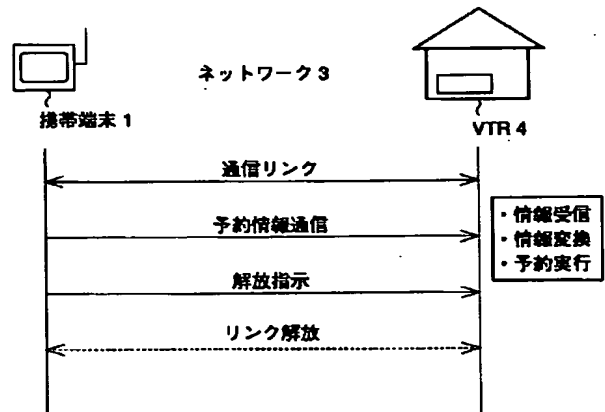 ネットワーク 3
携帯端末 1
VTR 4
通信リンク
予約情報通信
・情報受信
・情報変換
・予約実行
解放指示
リンク解放